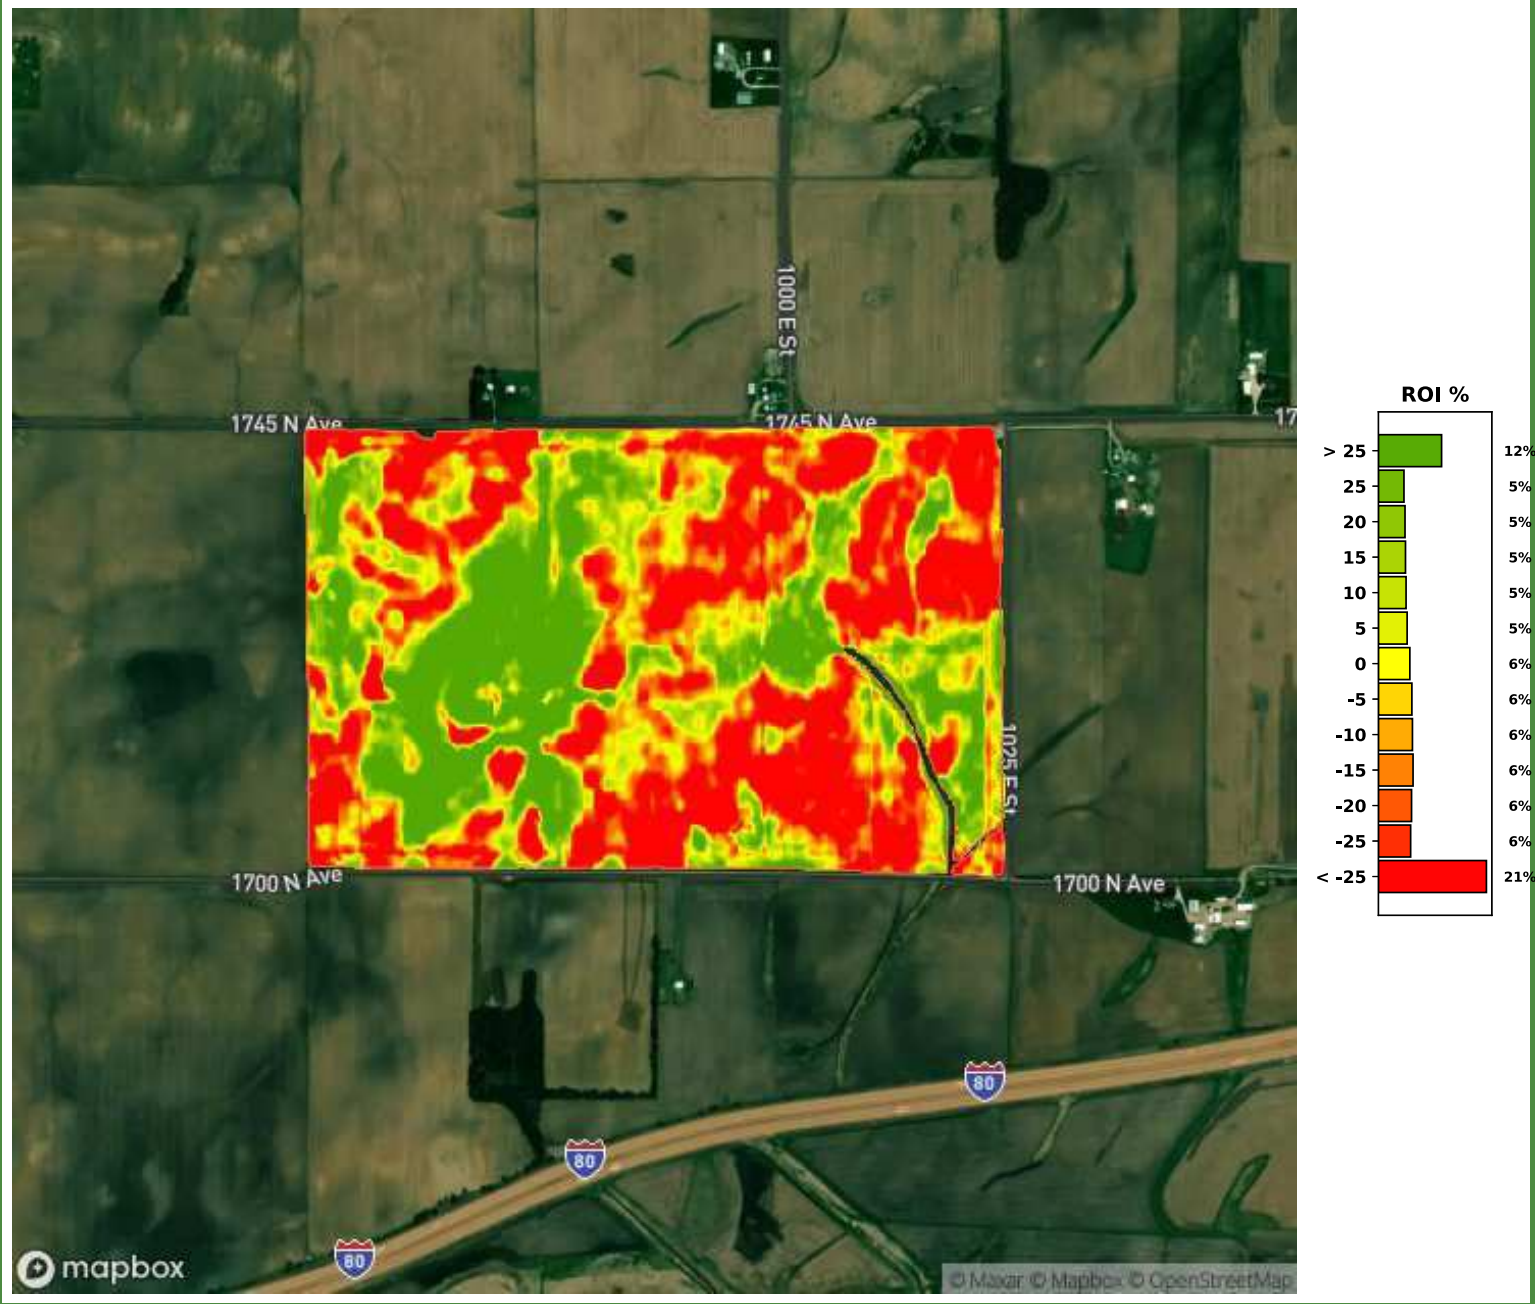 1000 E St
1745 N Ave
1745 N Ave
17
1025 E St
1700 N Ave
1700 N Ave
80
80
80
mapbox
© Maxar © Mapbox © OpenStreetMap
ROI %
> 25 12%
25 5%
20 5%
15 5%
10 5%
5 5%
0 6%
-5 6%
-10 6%
-15 6%
-20 6%
-25 6%
< -25 21%